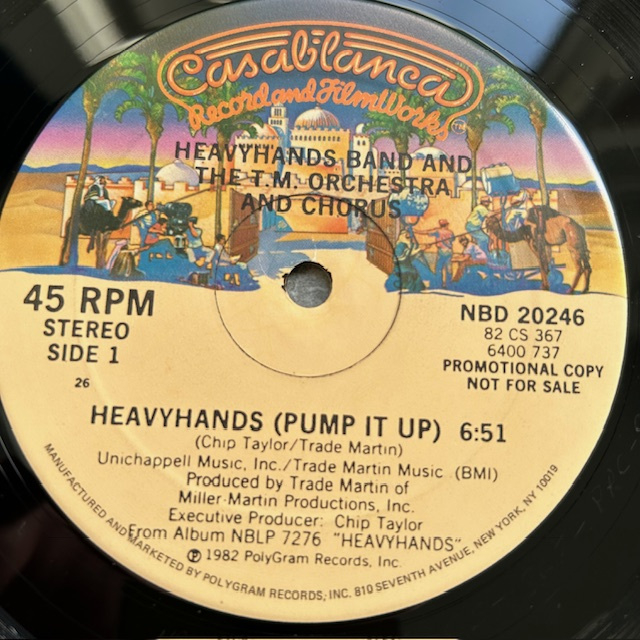 Casablanca
Record and FilmWorks
HEAVYHANDS BAND AND
THE T.M. ORCHESTRA
AND CHORUS
45 RPM
STEREO
SIDE 1
26
NBD 20246
82 CS 367
6400 737
PROMOTIONAL COPY
NOT FOR SALE
HEAVYHANDS (PUMP IT UP) 6:51
(Chip Taylor/Trade Martin)
Unichappell Music, Inc./Trade Martin Music (BMI)
Produced by Trade Martin of
Miller-Martin Productions, Inc.
Executive Producer: Chip Taylor
From Album NBLP 7276 "HEAVYHANDS"
℗ 1982 PolyGram Records, Inc.
MANUFACTURED AND MARKETED BY POLYGRAM RECORDS, INC. 810 SEVENTH AVENUE, NEW YORK, NY 10019